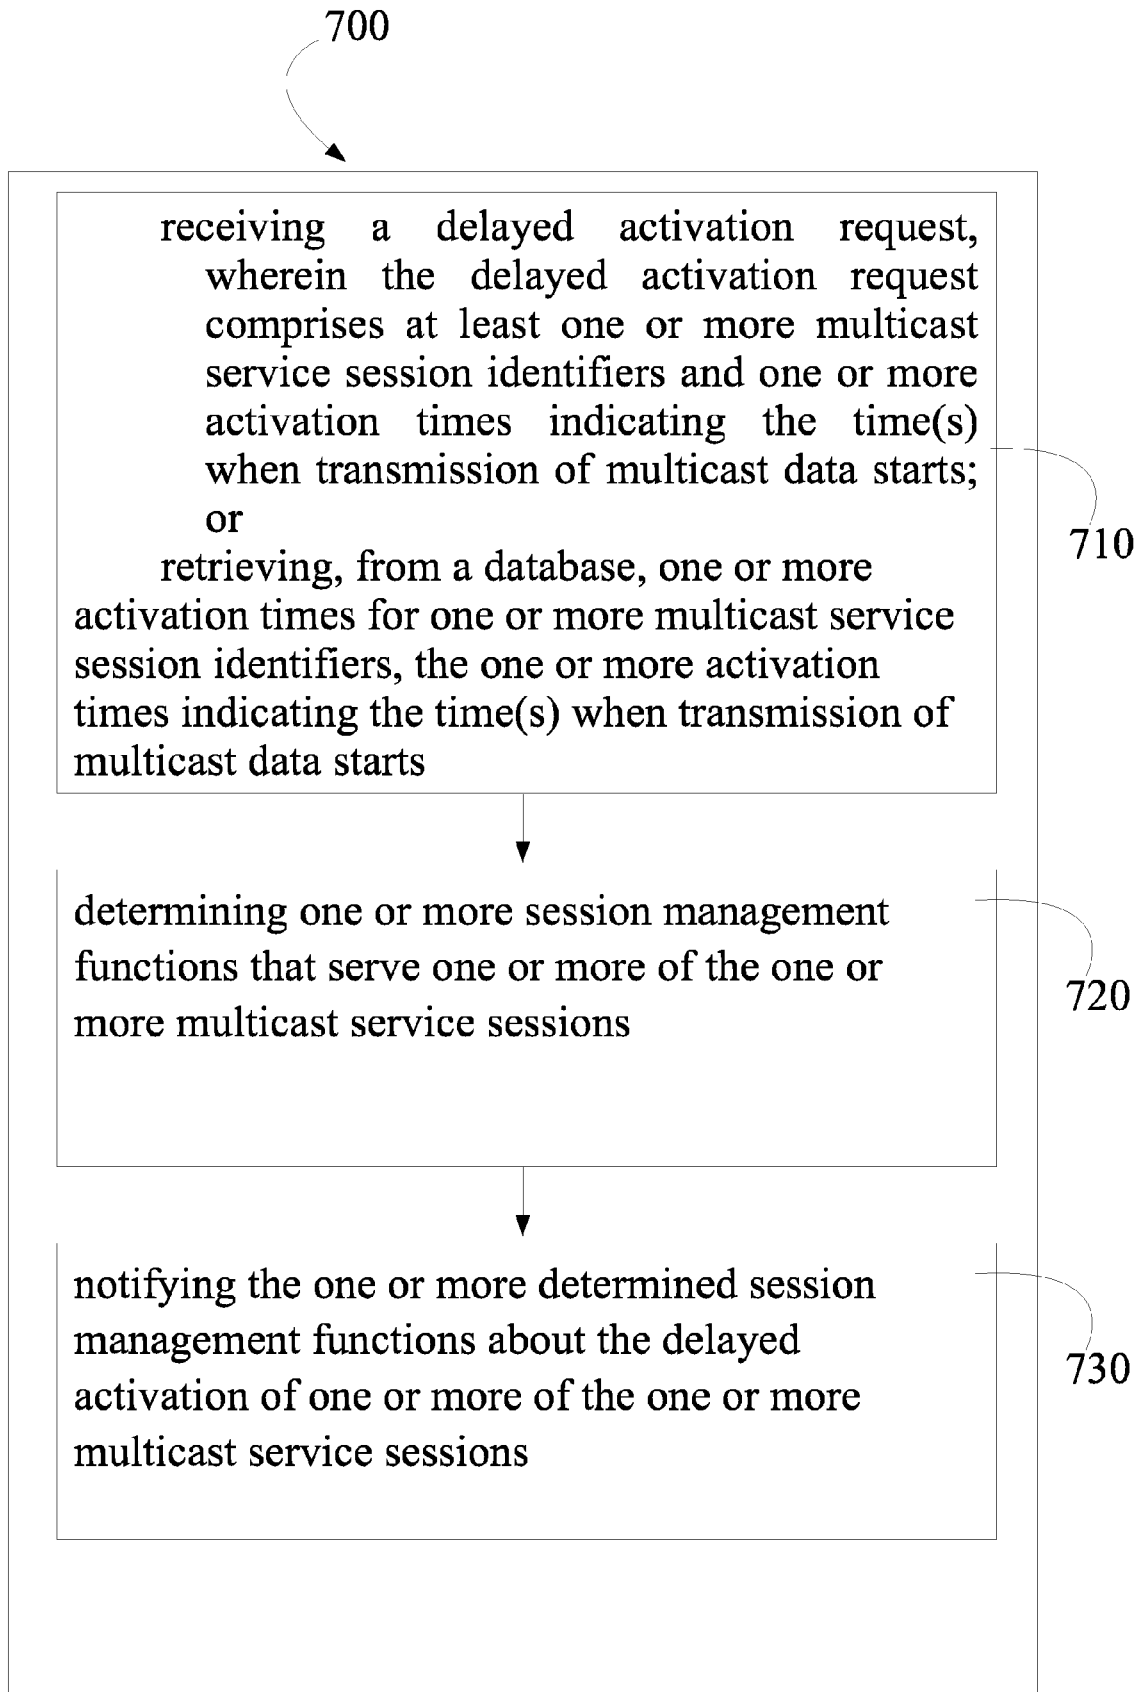 700
receiving a delayed activation request,
wherein the delayed activation request
comprises at least one or more multicast
service session identifiers and one or more
activation times indicating the time(s)
when transmission of multicast data starts;
or
retrieving, from a database, one or more
activation times for one or more multicast service
session identifiers, the one or more activation
times indicating the time(s) when transmission of
multicast data starts
710
determining one or more session management
functions that serve one or more of the one or
more multicast service sessions
720
notifying the one or more determined session
management functions about the delayed
activation of one or more of the one or more
multicast service sessions
730